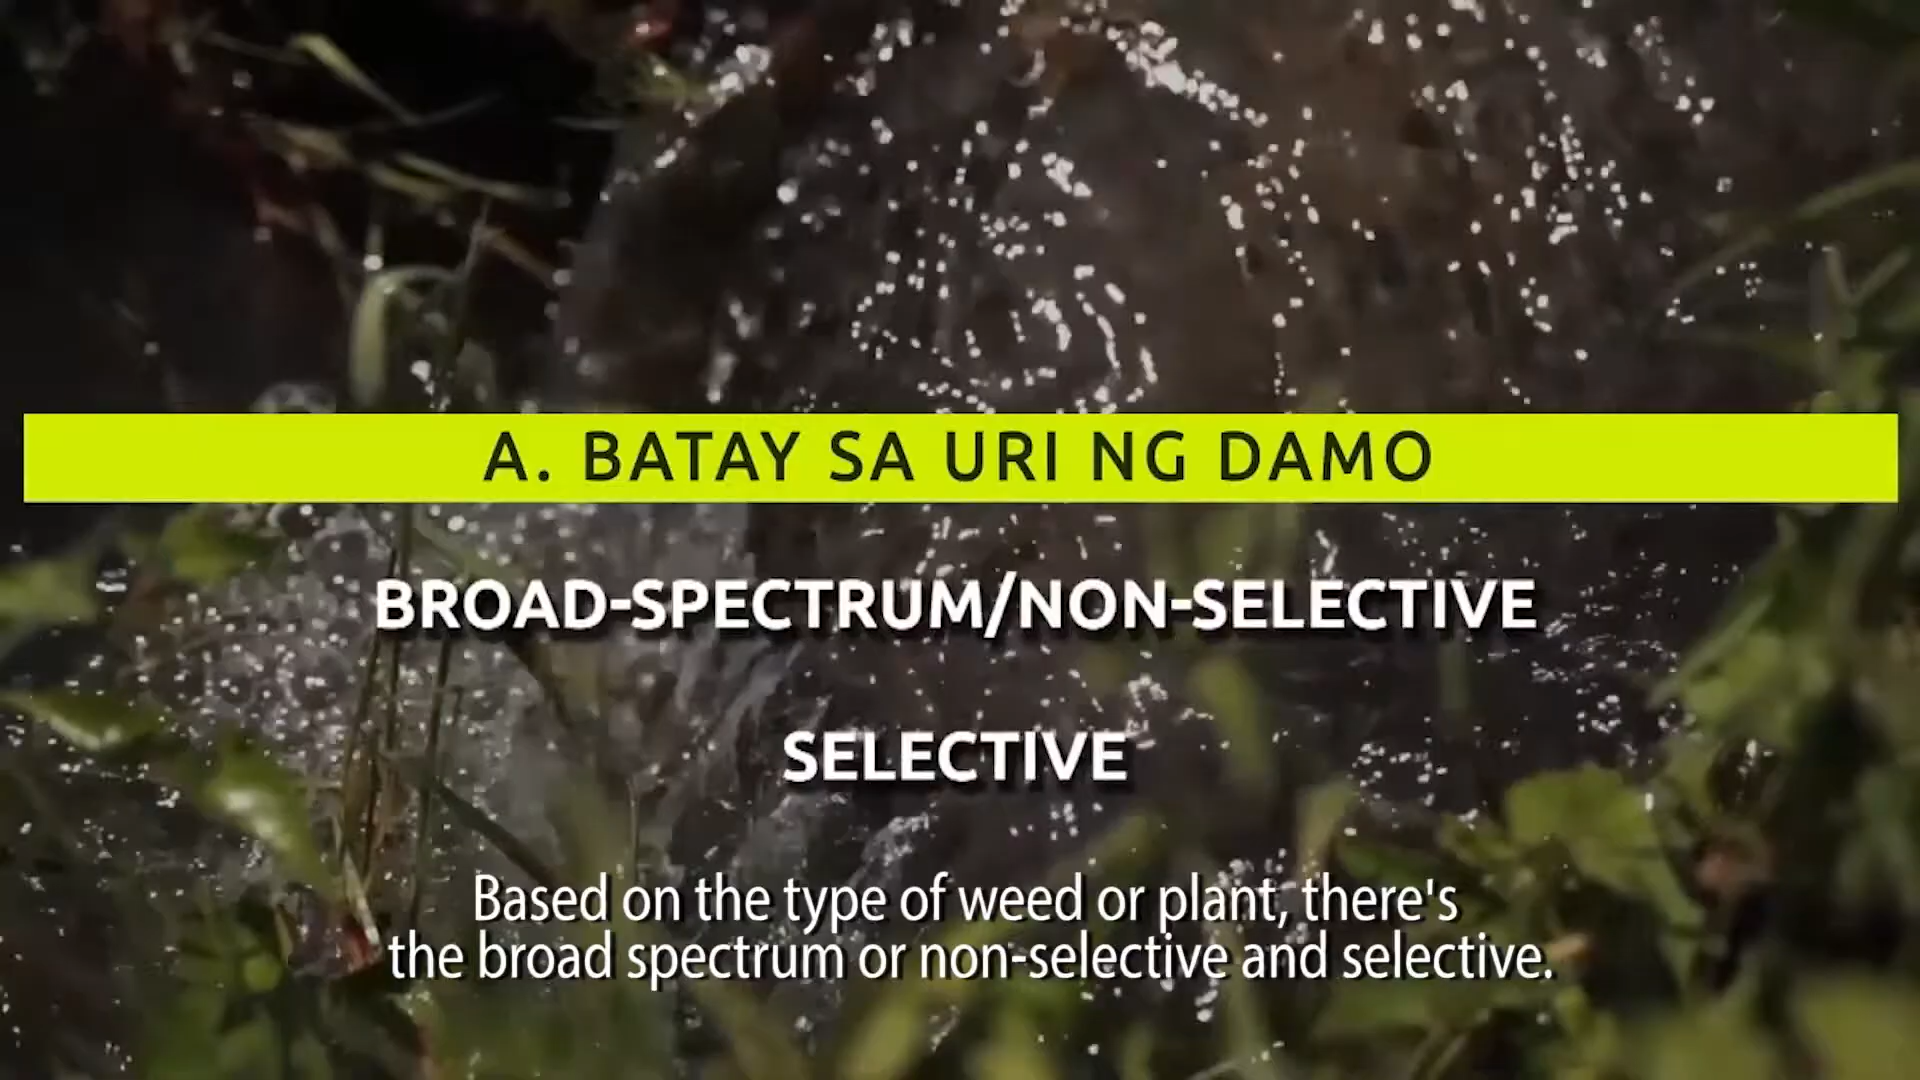 A. BATAY SA URI NG DAMO
BROAD-SPECTRUM/NON-SELECTIVE
SELECTIVE
Based on the type of weed or plant, there's
the broad spectrum or non-selective and selective.